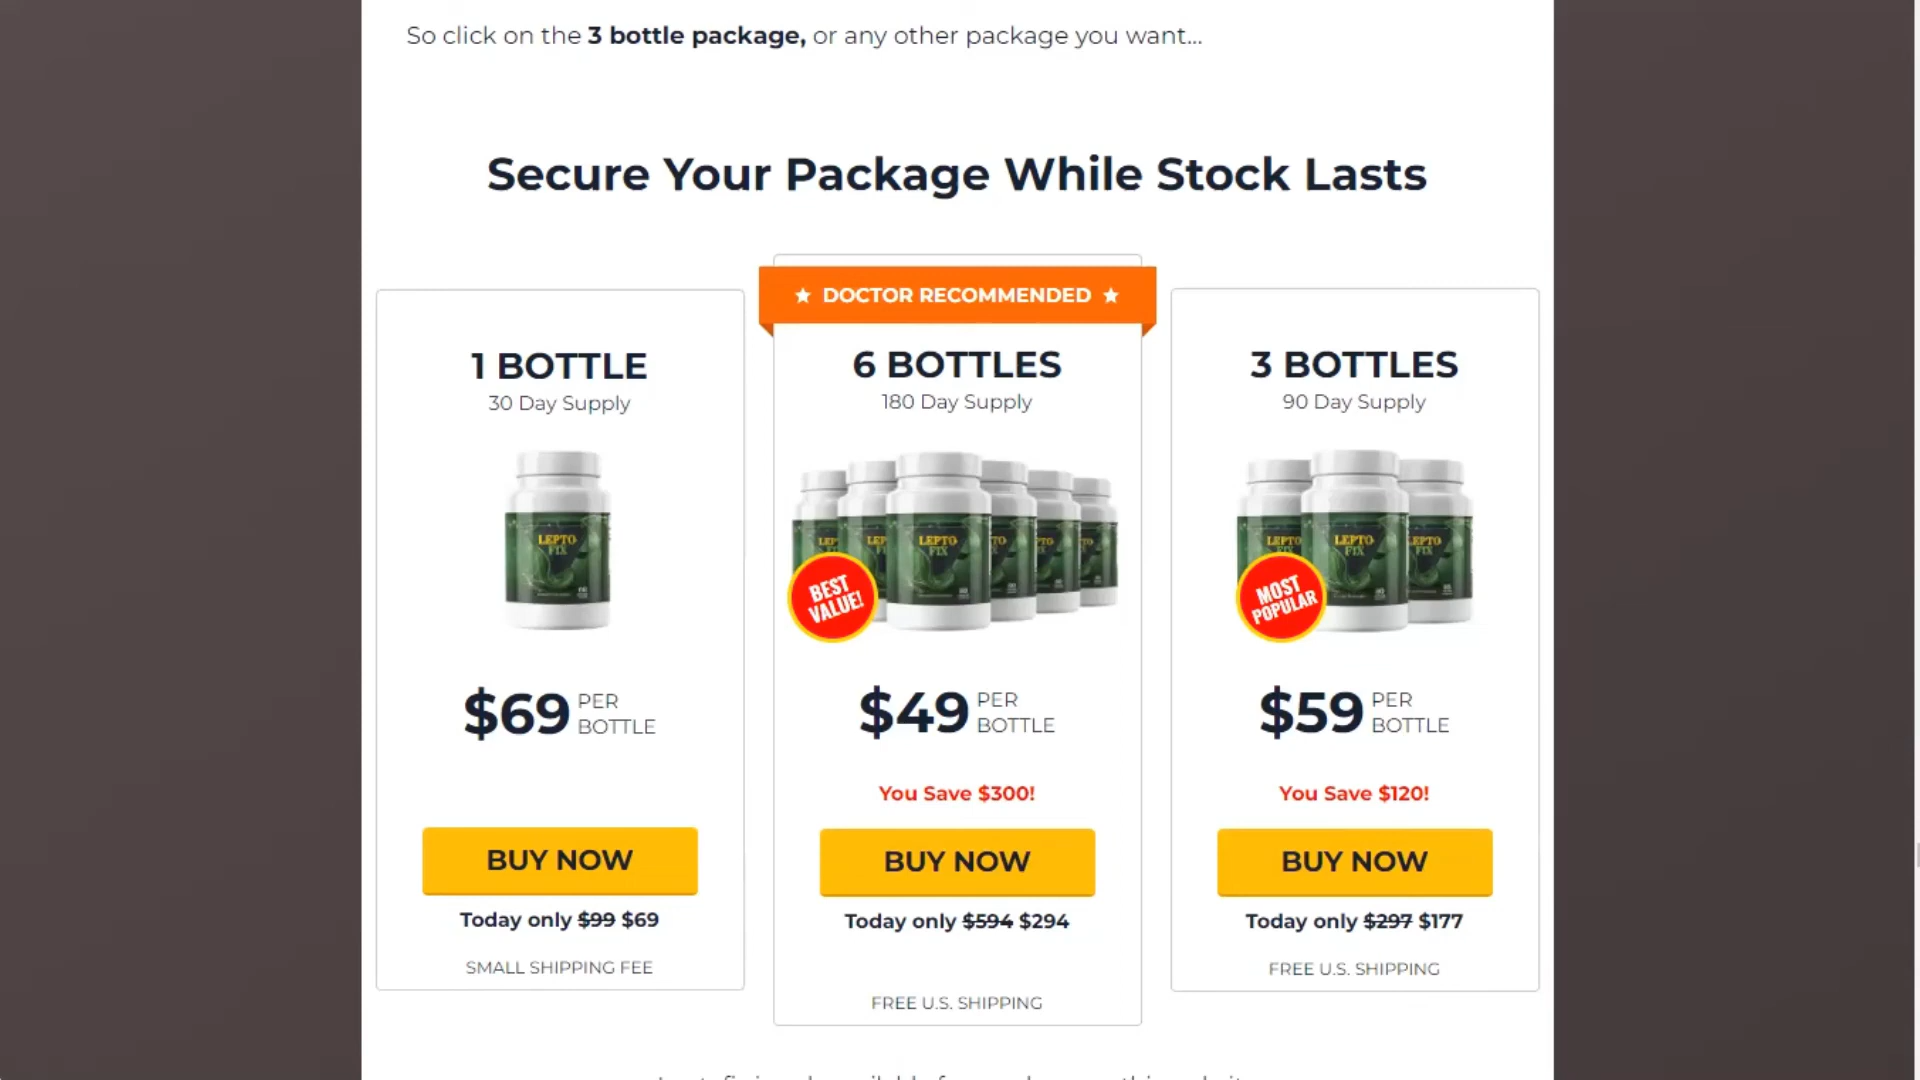 So click on the 3 bottle package, or any other package you want...
Secure Your Package While Stock Lasts
1 BOTTLE
30 Day Supply
LEPTO
FIX
$69 PER
BOTTLE
BUY NOW
Today only $99 $69
SMALL SHIPPING FEE
★ DOCTOR RECOMMENDED ★
6 BOTTLES
180 Day Supply
LEPTO
FIX
BEST
VALUE!
$49 PER
BOTTLE
You Save $300!
BUY NOW
Today only $594 $294
FREE U.S. SHIPPING
3 BOTTLES
90 Day Supply
LEPTO
FIX
MOST
POPULAR
$59 PER
BOTTLE
You Save $120!
BUY NOW
Today only $297 $177
FREE U.S. SHIPPING